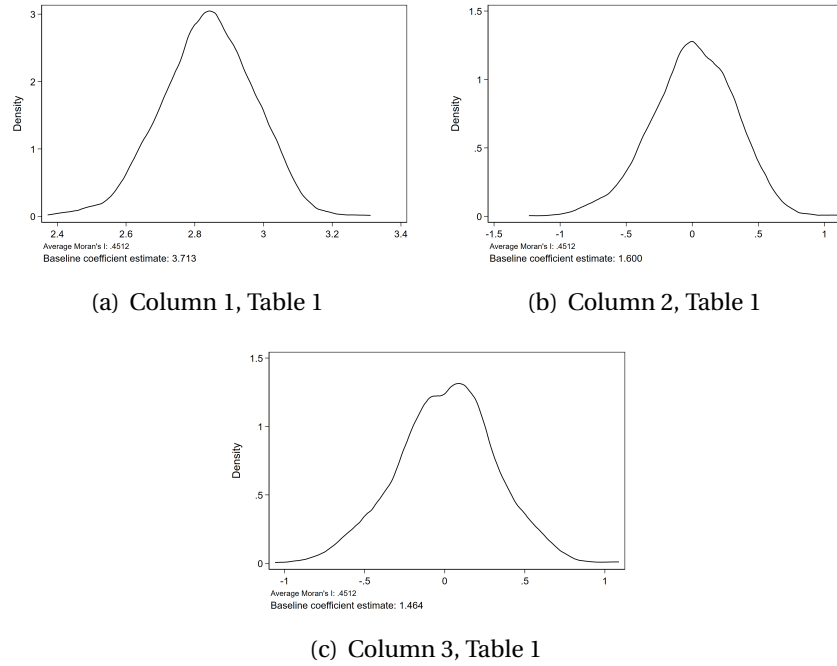 3
2
1
0
Density
2.4 2.6 2.8 3 3.2 3.4
Average Moran's I: .4512
Baseline coefficient estimate: 3.713
(a) Column 1, Table 1
1.5
1
.5
0
Density
-1.5 -1 -.5 0 .5 1
Average Moran's I: .4512
Baseline coefficient estimate: 1.600
(b) Column 2, Table 1
1.5
1
.5
0
Density
-1 -.5 0 .5 1
Average Moran's I: .4512
Baseline coefficient estimate: 1.464
(c) Column 3, Table 1